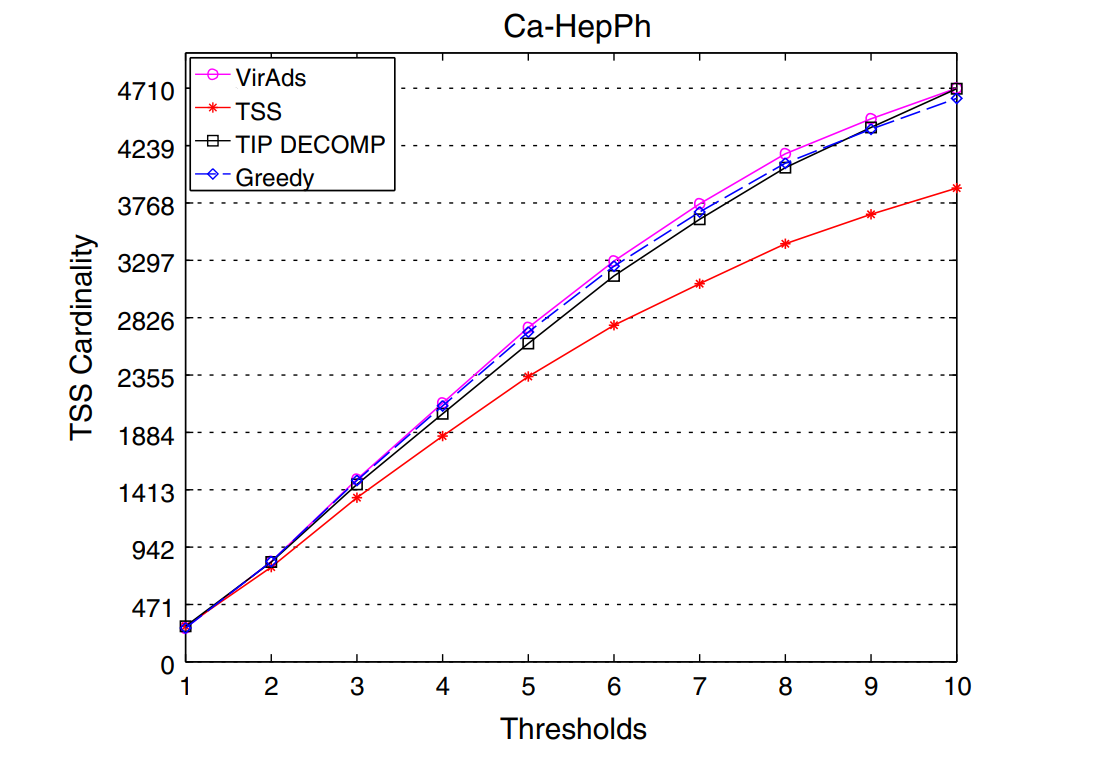 Ca-HepPh
VirAds
TSS
TIP DECOMP
Greedy
4710
4239
3768
3297
2826
2355
1884
1413
942
471
0
TSS Cardinality
1 2 3 4 5 6 7 8 9 10
Thresholds